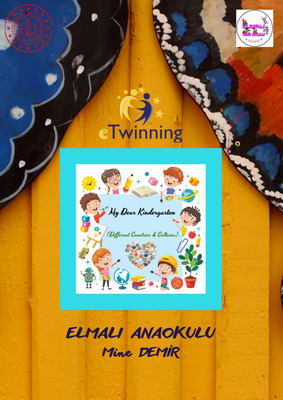 eTwinning
My Dear Kindergarten
(Different Countries & Cultures)
ELMALI ANAOKULU
Mine DEMİR